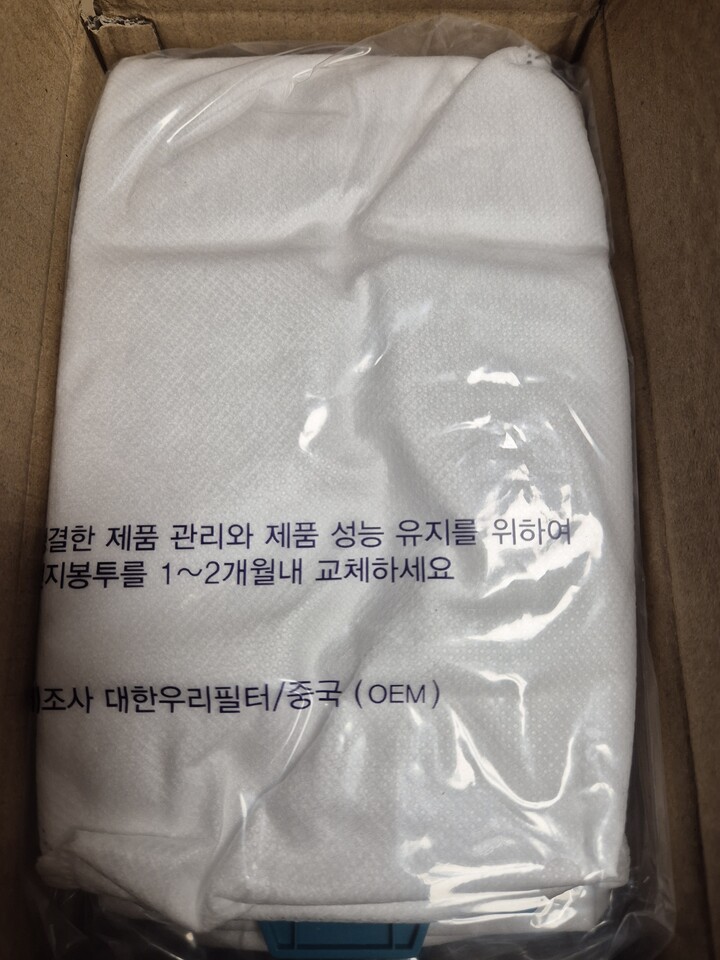 결한 제품 관리와 제품 성능 유지를 위하여
지봉투를 1~2개월내 교체하세요
조사 대한우리필터/중국 (OEM)